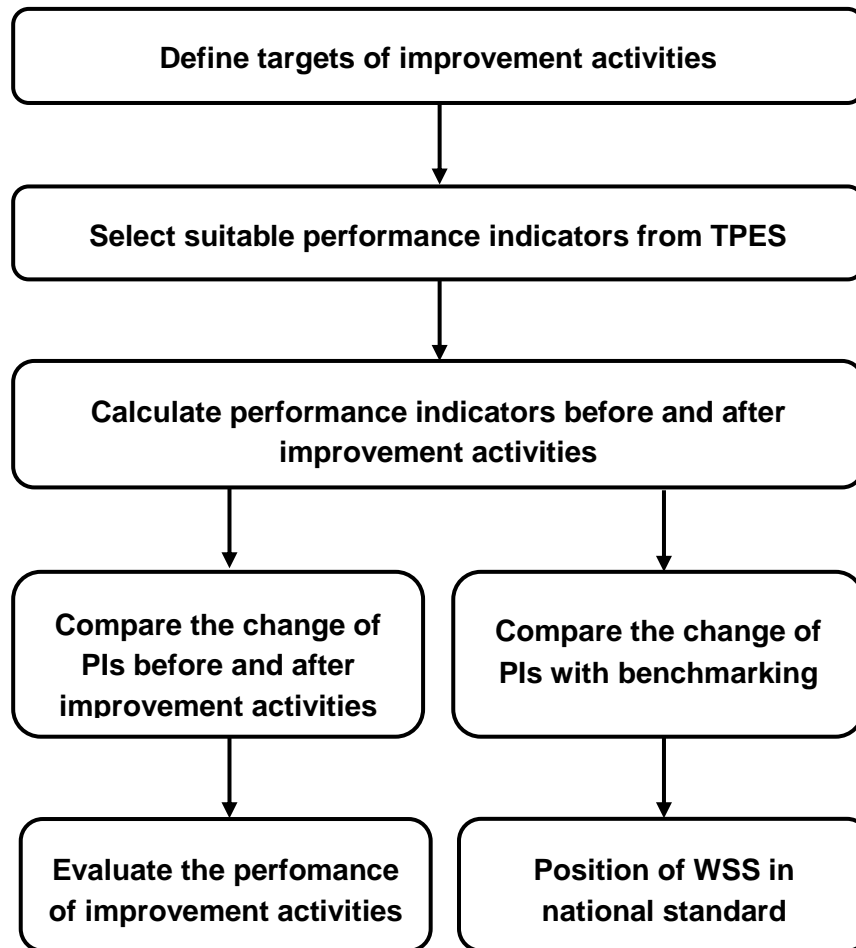 Define targets of improvement activities
Select suitable performance indicators from TPES
Calculate performance indicators before and after
improvement activities
Compare the change of
PIs before and after
improvement activities
Compare the change of
PIs with benchmarking
Evaluate the perfomance
of improvement activities
Position of WSS in
national standard